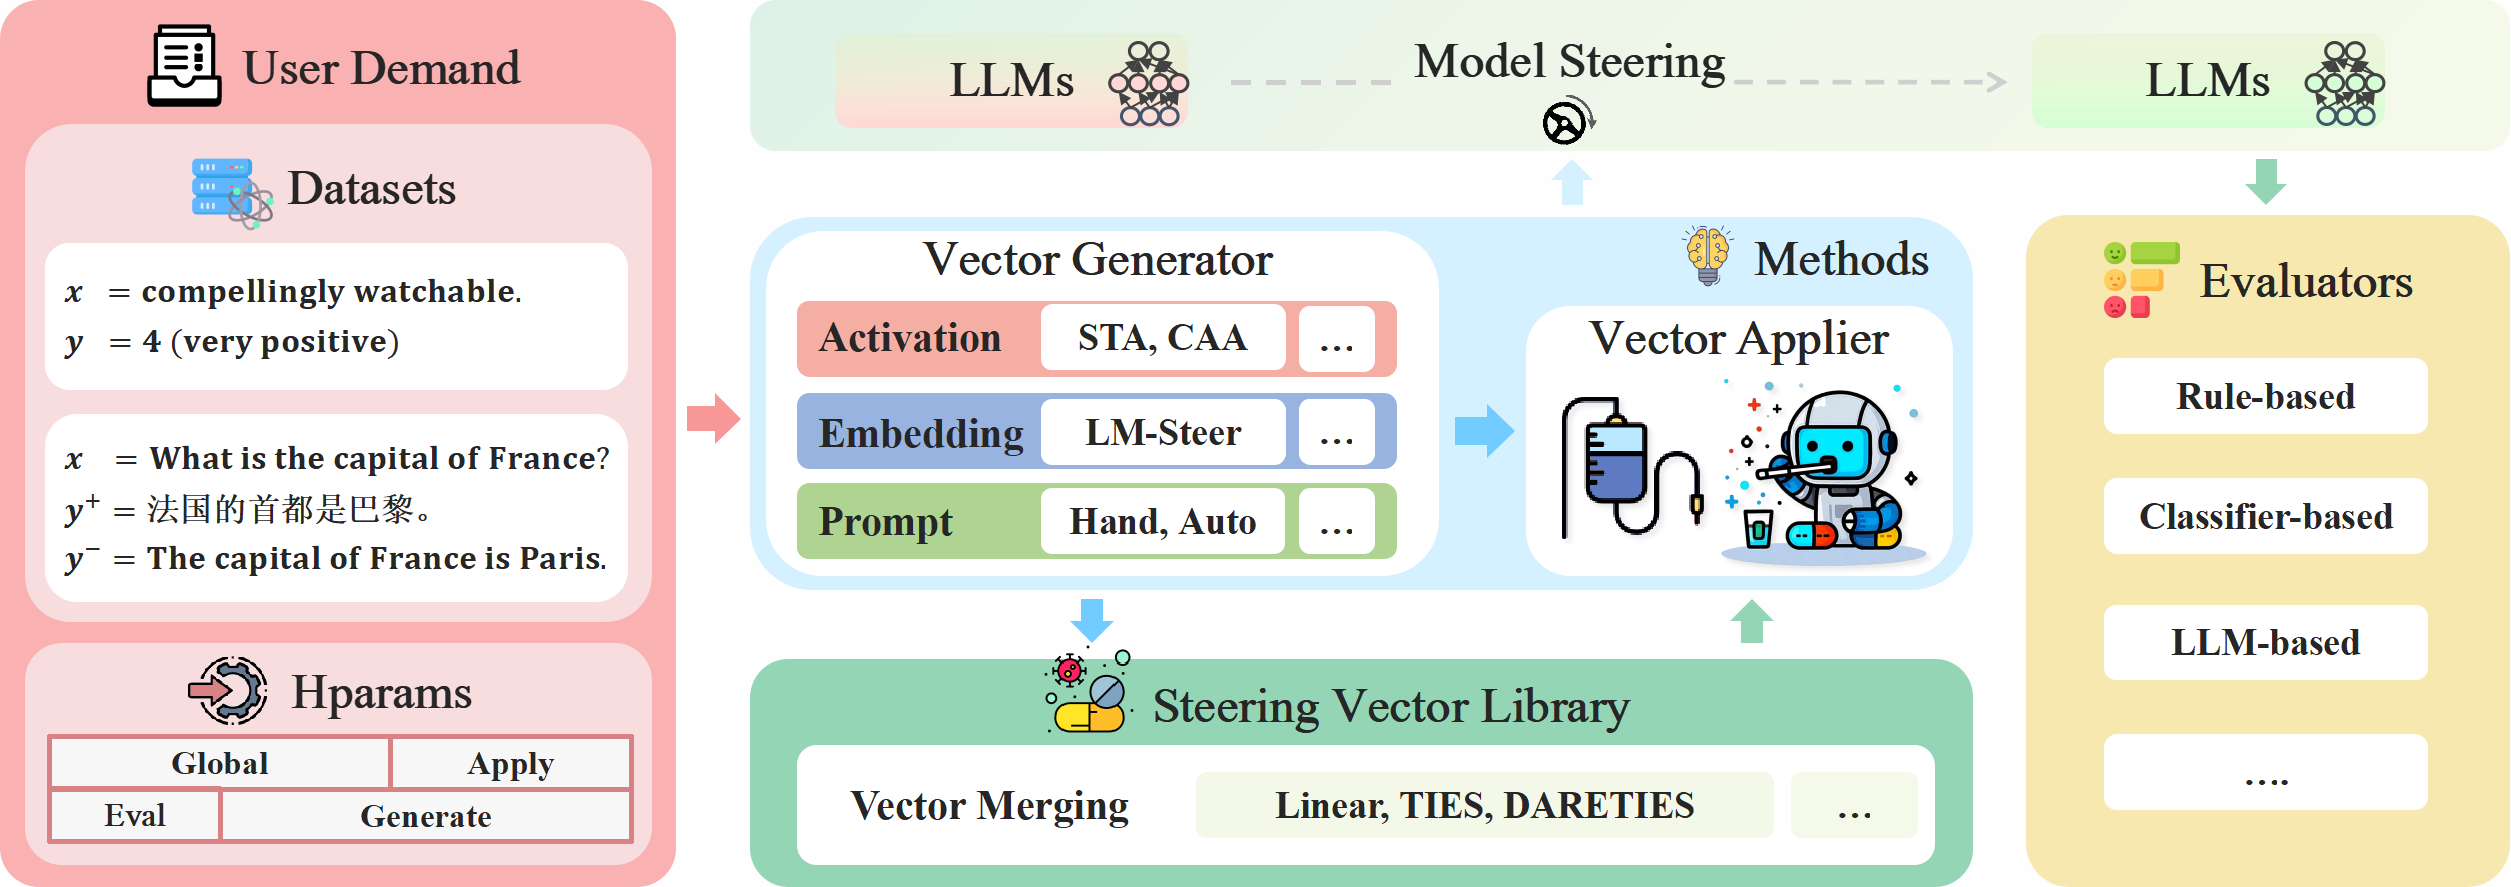 User Demand
Datasets
x = compellingly watchable.
y = 4 (very positive)
x = What is the capital of France?
y⁺ = 法国的首都是巴黎。
y⁻ = The capital of France is Paris.
Hparams
Global Apply
Eval Generate
LLMs Model Steering LLMs
Vector Generator
Activation STA, CAA ...
Embedding LM-Steer ...
Prompt Hand, Auto ...
Methods
Vector Applier
Steering Vector Library
Vector Merging Linear, TIES, DARETIES ...
Evaluators
Rule-based
Classifier-based
LLM-based
....